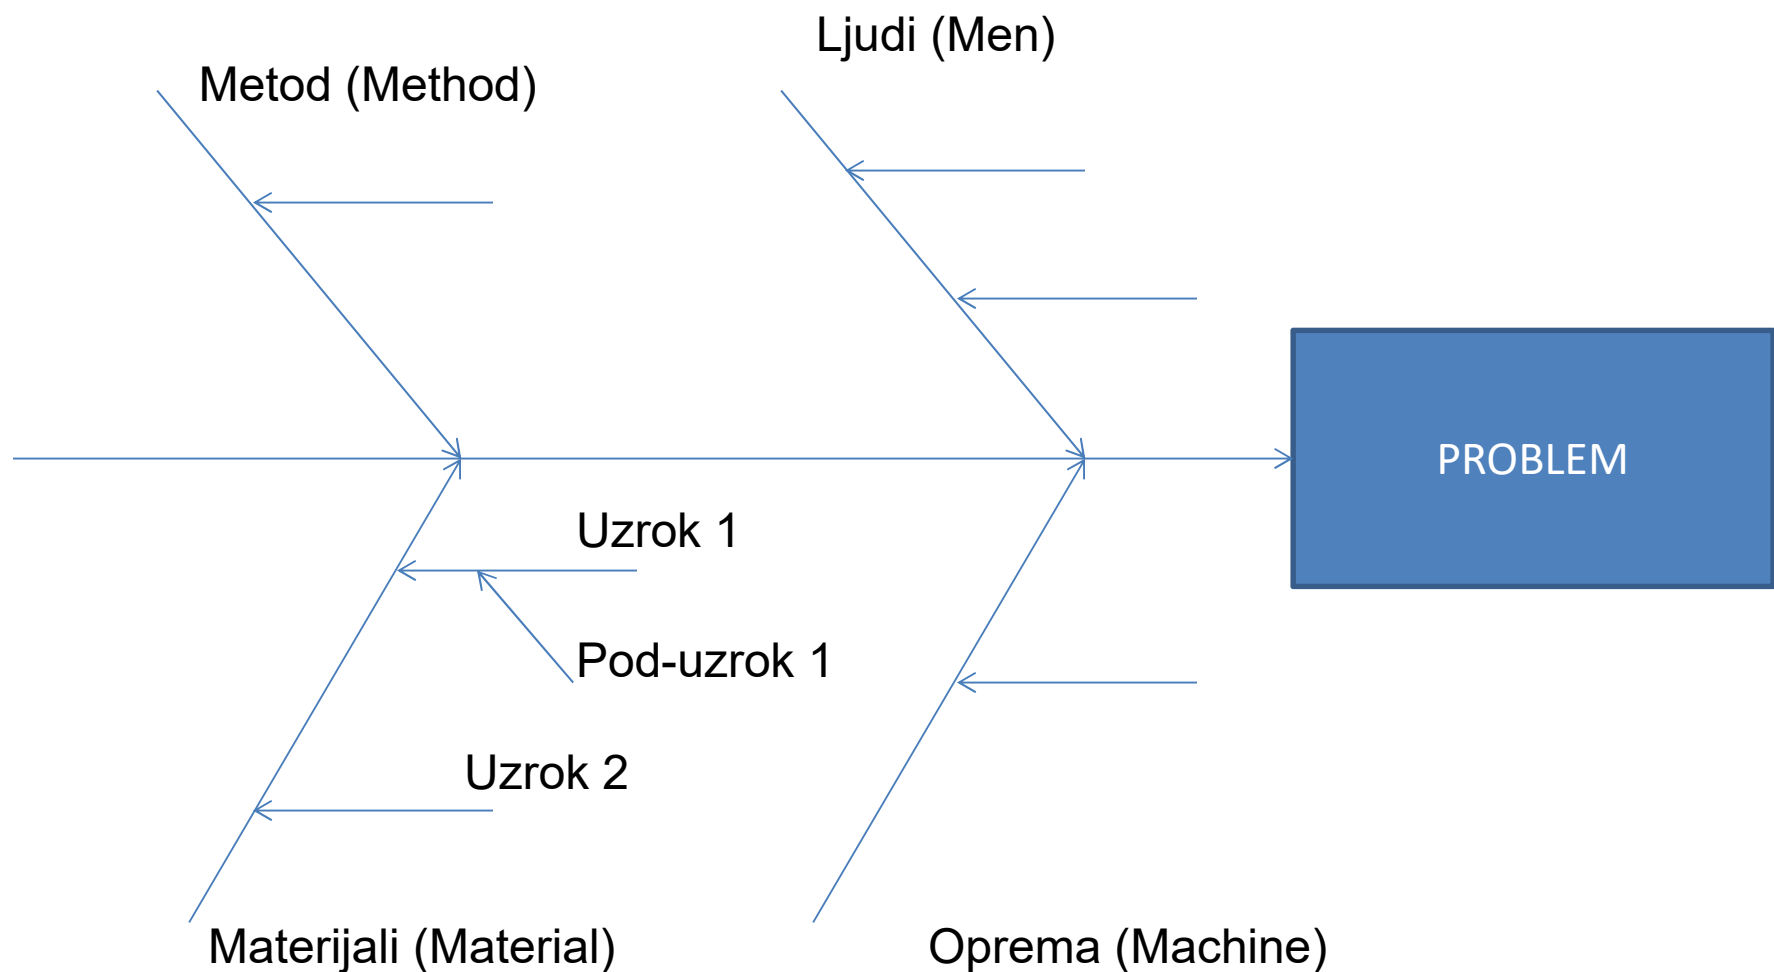 Ljudi (Men)
Metod (Method)
PROBLEM
Uzrok 1
Pod-uzrok 1
Uzrok 2
Materijali (Material)
Oprema (Machine)